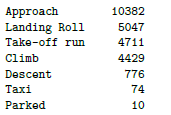 Approach 10382
Landing Roll 5047
Take-off run 4711
Climb 4429
Descent 776
Taxi 74
Parked 10